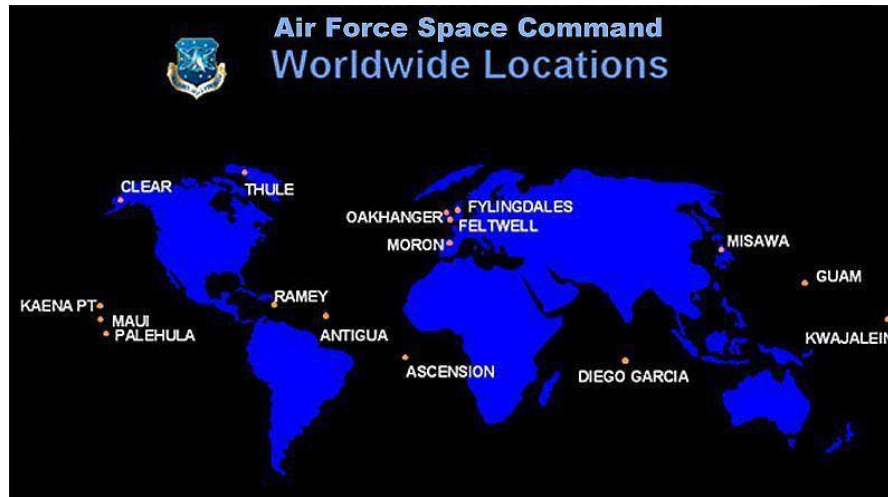 Air Force Space Command
Worldwide Locations
CLEAR
THULE
OAKHANGER
FYLINGDALES
FELTWELL
MORON
MISAWA
GUAM
KAENA PT
RAMEY
MAUI
PALEHULA
ANTIGUA
KWAJALEIN
ASCENSION
DIEGO GARCIA